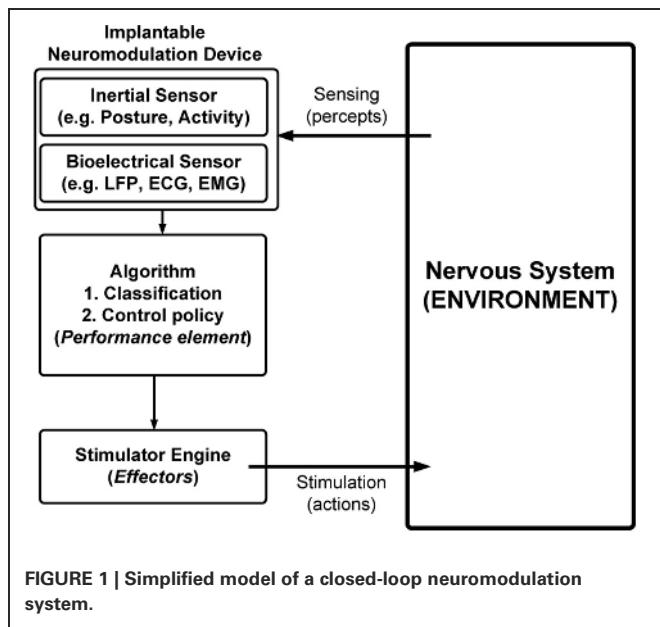 Implantable
Neuromodulation Device
Inertial Sensor
(e.g. Posture, Activity)
Bioelectrical Sensor
(e.g. LFP, ECG, EMG)
Algorithm
1. Classification
2. Control policy
(Performance element)
Stimulator Engine
(Effectors)
Sensing
(percepts)
Stimulation
(actions)
Nervous System
(ENVIRONMENT)
FIGURE 1 | Simplified model of a closed-loop neuromodulation
system.